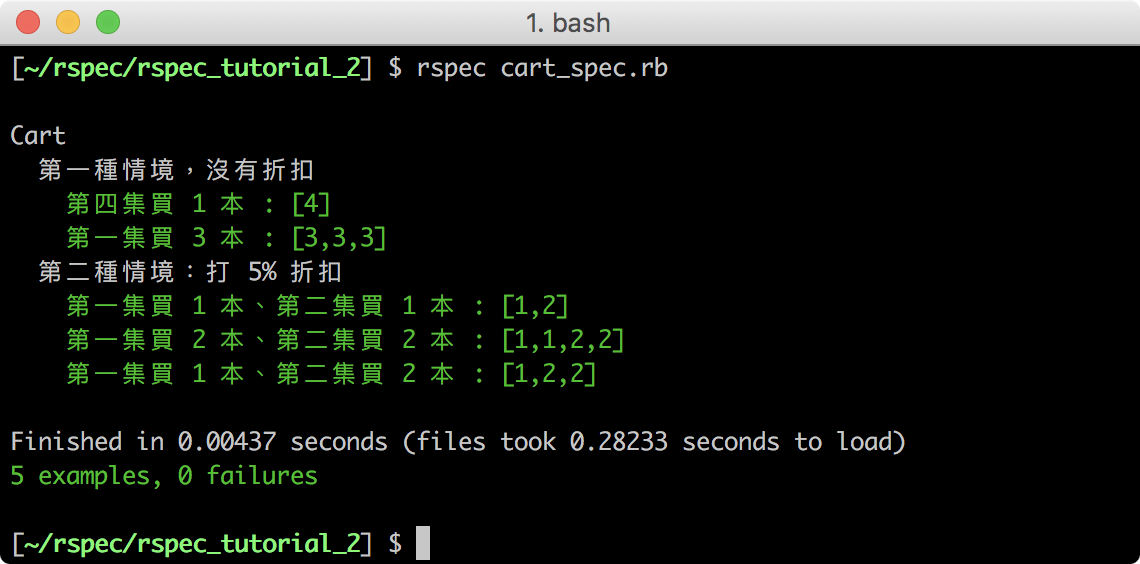 1. bash
[~/rspec/rspec_tutorial_2] $ rspec cart_spec.rb
Cart
第一種情境，沒有折扣
第四集買 1 本 : [4]
第一集買 3 本 : [3,3,3]
第二種情境：打 5% 折扣
第一集買 1 本、第二集買 1 本 : [1,2]
第一集買 2 本、第二集買 2 本 : [1,1,2,2]
第一集買 1 本、第二集買 2 本 : [1,2,2]
Finished in 0.00437 seconds (files took 0.28233 seconds to load)
5 examples, 0 failures
[~/rspec/rspec_tutorial_2] $